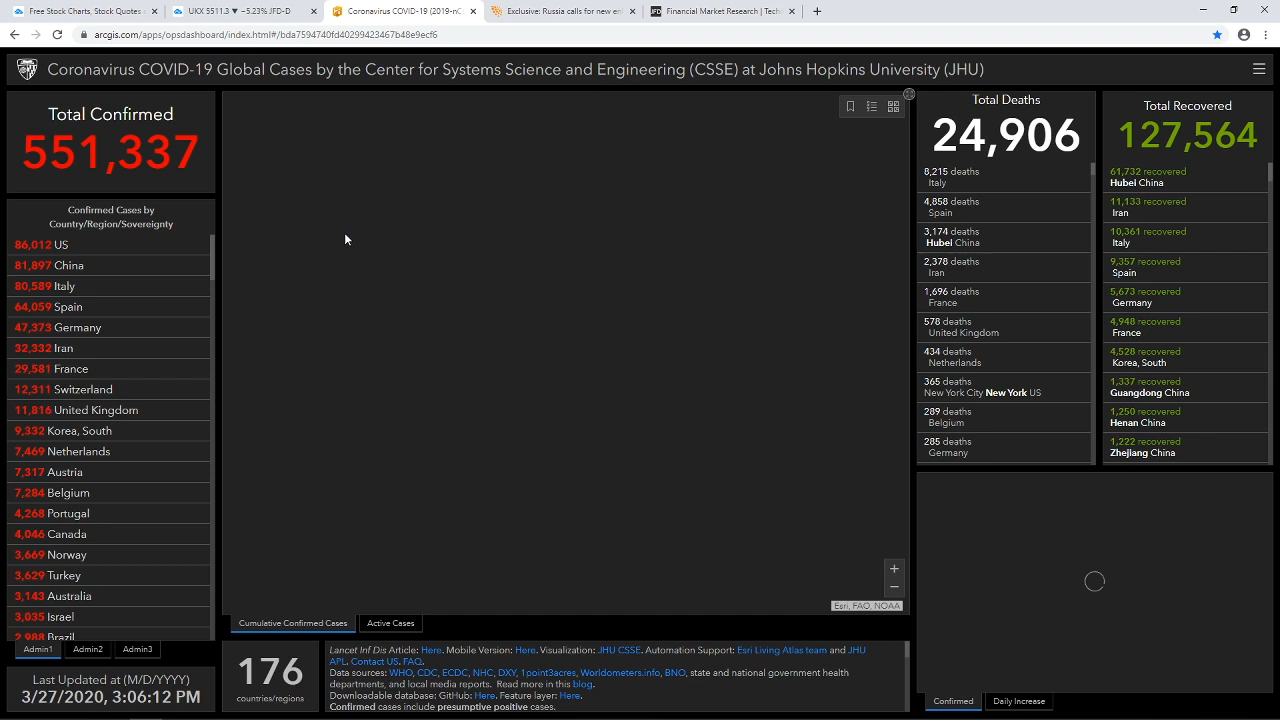 Free Stock Charts, Stock Quotes
UKX 5511.3 ▼ −5.23% JFD-D
Coronavirus COVID-19 (2019-nC
Exclusive: Russia calls for new en
Financial Market Research | Tech
arcgis.com/apps/opsdashboard/index.html#/bda7594740fd40299423467b48e9ecf6
Coronavirus COVID-19 Global Cases by the Center for Systems Science and Engineering (CSSE) at Johns Hopkins University (JHU)
Total Confirmed
551,337
Confirmed Cases by
Country/Region/Sovereignty
86,012 US
81,897 China
80,589 Italy
64,059 Spain
47,373 Germany
32,332 Iran
29,581 France
12,311 Switzerland
11,816 United Kingdom
9,332 Korea, South
7,469 Netherlands
7,317 Austria
7,284 Belgium
4,268 Portugal
4,046 Canada
3,669 Norway
3,629 Turkey
3,143 Australia
3,035 Israel
2,988 Brazil
Admin1 Admin2 Admin3
Last Updated at (M/D/YYYY)
3/27/2020, 3:06:12 PM
Esri, FAO, NOAA
Cumulative Confirmed Cases Active Cases
176
countries/regions
Lancet Inf Dis Article: Here. Mobile Version: Here. Visualization: JHU CSSE. Automation Support: Esri Living Atlas team and JHU
APL. Contact US. FAQ.
Data sources: WHO, CDC, ECDC, NHC, DXY, 1point3acres, Worldometers.info, BNO, state and national government health
departments, and local media reports. Read more in this blog.
Downloadable database: GitHub: Here. Feature layer: Here.
Confirmed cases include presumptive positive cases.
Total Deaths
24,906
8,215 deaths
Italy
4,858 deaths
Spain
3,174 deaths
Hubei China
2,378 deaths
Iran
1,696 deaths
France
578 deaths
United Kingdom
434 deaths
Netherlands
365 deaths
New York City New York US
289 deaths
Belgium
285 deaths
Germany
Total Recovered
127,564
61,732 recovered
Hubei China
11,133 recovered
Iran
10,361 recovered
Italy
9,357 recovered
Spain
5,673 recovered
Germany
4,948 recovered
France
4,528 recovered
Korea, South
1,337 recovered
Guangdong China
1,250 recovered
Henan China
1,222 recovered
Zhejiang China
Confirmed Daily Increase